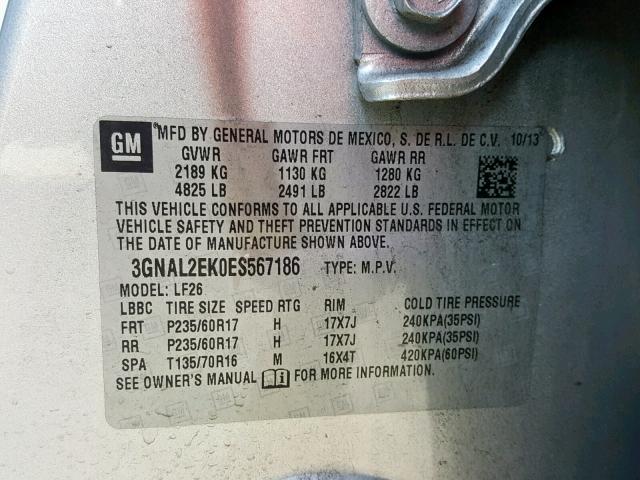 GM ®MFD BY GENERAL MOTORS DE MEXICO, S. DE R.L. DE C.V. 10/13
GVWR GAWR FRT GAWR RR
2189 KG 1130 KG 1280 KG
4825 LB 2491 LB 2822 LB
THIS VEHICLE CONFORMS TO ALL APPLICABLE U.S. FEDERAL MOTOR
VEHICLE SAFETY AND THEFT PREVENTION STANDARDS IN EFFECT ON
THE DATE OF MANUFACTURE SHOWN ABOVE.
3GNAL2EK0ES567186 TYPE: M.P.V.
MODEL: LF26
LBBC TIRE SIZE SPEED RTG RIM COLD TIRE PRESSURE
FRT P235/60R17 H 17X7J 240KPA(35PSI)
RR P235/60R17 H 17X7J 240KPA(35PSI)
SPA T135/70R16 M 16X4T 420KPA(60PSI)
SEE OWNER'S MANUAL FOR MORE INFORMATION.